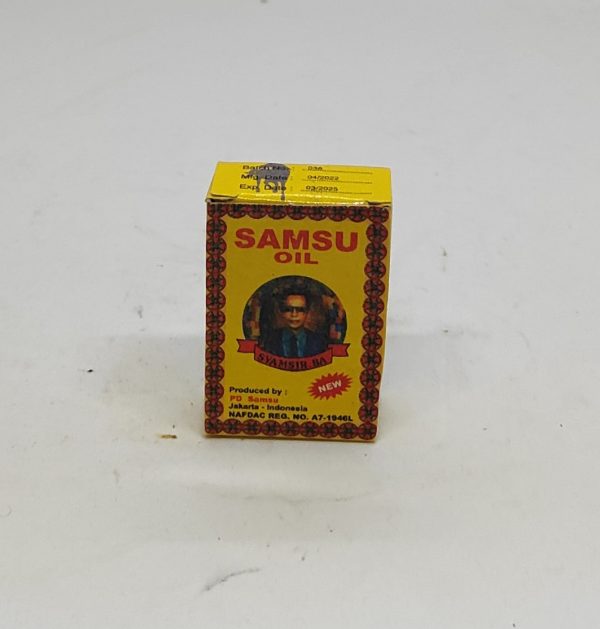 Batch No. : 036
Mfg. Date : 04/2022
Exp. Date : 03/2025
SAMSU
OIL
SYAMSIR BA
Produced by :
PD Samsu
Jakarta - Indonesia
NAFDAC REG. NO. A7-1946L
NEW